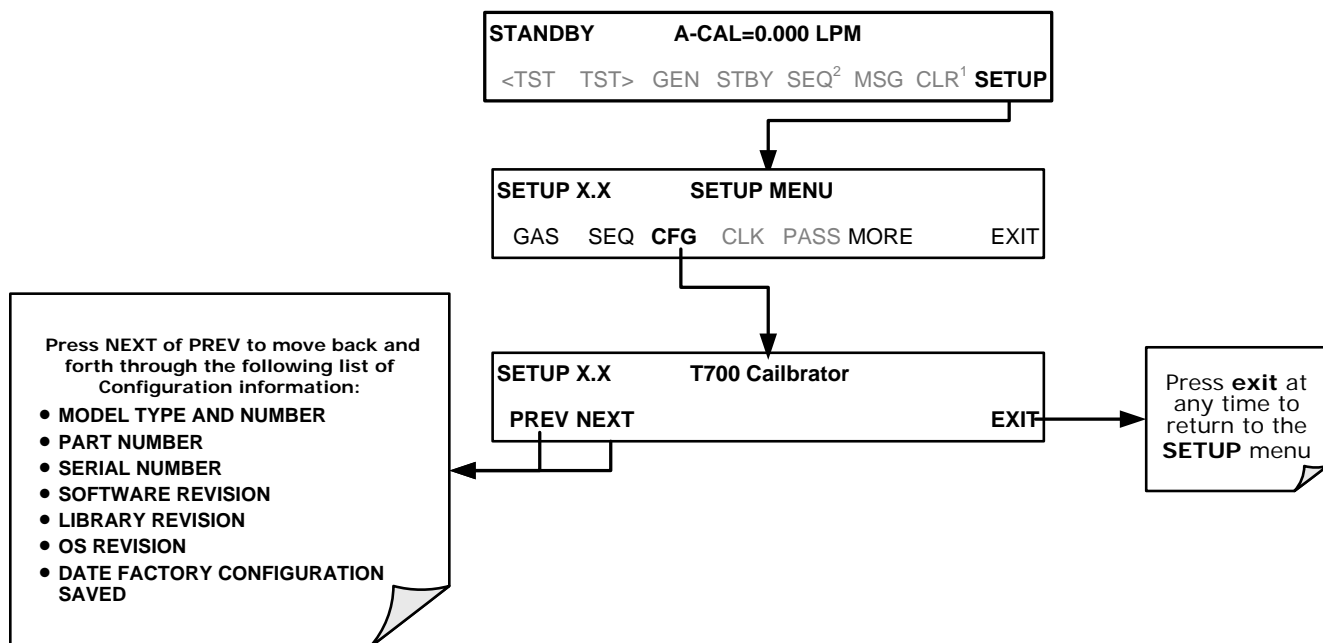 STANDBY A-CAL=0.000 LPM
<TST TST> GEN STBY SEQ2 MSG CLR1 SETUP
SETUP X.X SETUP MENU
GAS SEQ CFG CLK PASS MORE EXIT
Press NEXT of PREV to move back and
forth through the following list of
Configuration information:
● MODEL TYPE AND NUMBER
● PART NUMBER
● SERIAL NUMBER
● SOFTWARE REVISION
● LIBRARY REVISION
● OS REVISION
● DATE FACTORY CONFIGURATION
SAVED
SETUP X.X T700 Cailbrator
PREV NEXT EXIT
Press exit at
any time to
return to the
SETUP menu